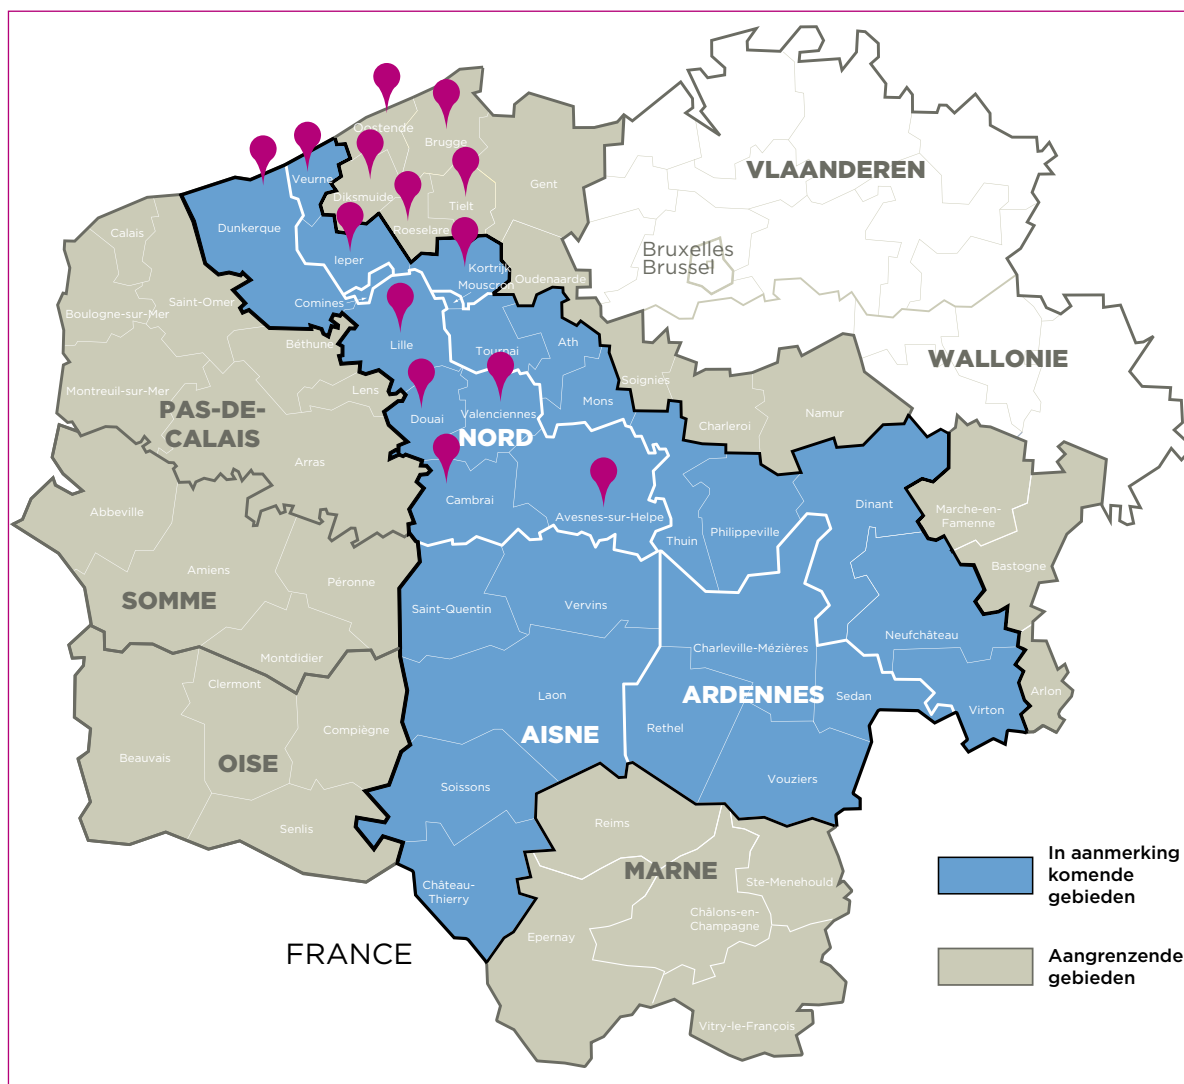 Oostende
Brugge
VLAANDEREN
Veurne
Gent
Diksmuide
Tielt
Calais
Dunkerque
Roeselare
Bruxelles
Brussel
Ieper
Kortrijk
Mouscron
Oudenaarde
Saint-Omer
Comines
Boulogne-sur-Mer
Béthune
Lille
Tournai
Ath
WALLONIE
Soignies
Montreuil-sur-Mer
Lens
Mons
Namur
PAS-DE-
CALAIS
Douai
Valenciennes
Charleroi
NORD
Arras
Cambrai
Abbeville
Avesnes-sur-Helpe
Dinant
Marche-en-
Famenne
Thuin
Philippeville
Bastogne
Amiens
Péronne
SOMME
Saint-Quentin
Vervins
Neufchâteau
Montdidier
Charleville-Mézières
Clermont
Laon
ARDENNES
Sedan
Arlon
Virton
Compiègne
Rethel
AISNE
Beauvais
OISE
Soissons
Vouziers
Senlis
Reims
MARNE
Ste-Menehould
Château-
Thierry
Châlons-en-
Champagne
Epernay
FRANCE
Vitry-le-François
In aanmerking
komende
gebieden
Aangrenzende
gebieden